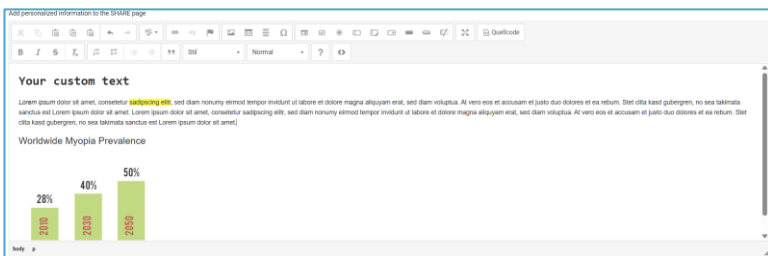 Add personalized information to the SHARE page
Quellcode
B I S Tx Stil Normal ?
Your custom text
Lorem ipsum dolor sit amet, consetetur sadipscing elitr, sed diam nonumy eirmod tempor invidunt ut labore et dolore magna aliquyam erat, sed diam voluptua. At vero eos et accusam et justo duo dolores et ea rebum. Stet clita kasd gubergren, no sea takimata
sanctus est Lorem ipsum dolor sit amet. Lorem ipsum dolor sit amet, consetetur sadipscing elitr, sed diam nonumy eirmod tempor invidunt ut labore et dolore magna aliquyam erat, sed diam voluptua. At vero eos et accusam et justo duo dolores et ea rebum. Stet
clita kasd gubergren, no sea takimata sanctus est Lorem ipsum dolor sit amet.
Worldwide Myopia Prevalence
28% 40% 50%
2010 2030 2050
body p